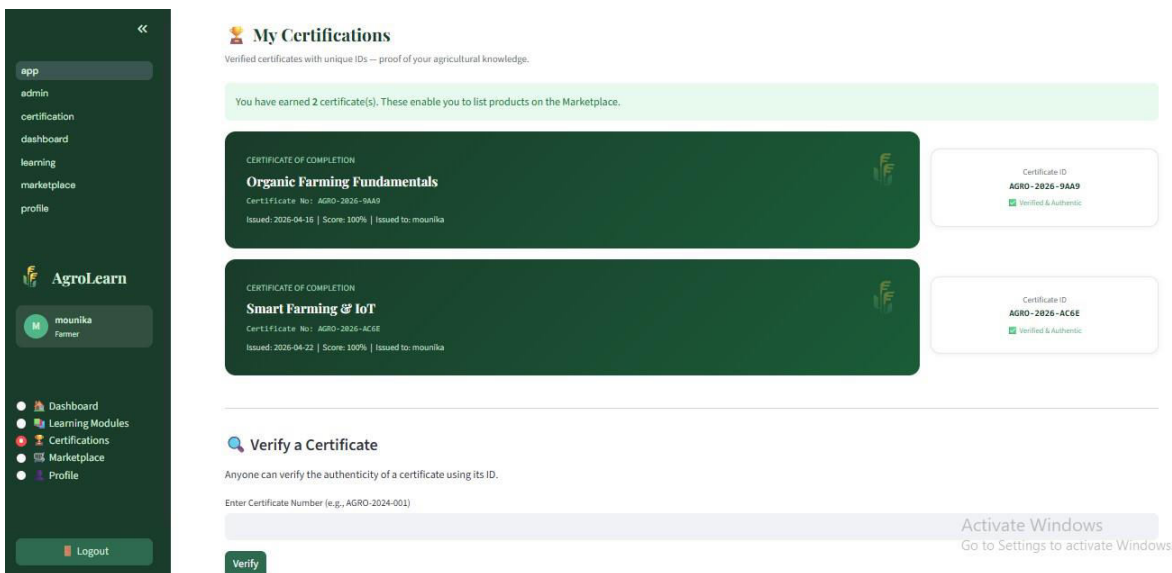 «
app
admin
certification
dashboard
learning
marketplace
profile
AgroLearn
M
mounika
Farmer
Dashboard
Learning Modules
Certifications
Marketplace
Profile
Logout
My Certifications
Verified certificates with unique IDs — proof of your agricultural knowledge.
You have earned 2 certificate(s). These enable you to list products on the Marketplace.
CERTIFICATE OF COMPLETION
Organic Farming Fundamentals
Certificate No: AGRO-2026-9AA9
Issued: 2026-04-16 | Score: 100% | Issued to: mounika
Certificate ID
AGRO-2026-9AA9
Verified & Authentic
CERTIFICATE OF COMPLETION
Smart Farming & IoT
Certificate No: AGRO-2026-AC6E
Issued: 2026-04-22 | Score: 100% | Issued to: mounika
Certificate ID
AGRO-2026-AC6E
Verified & Authentic
Verify a Certificate
Anyone can verify the authenticity of a certificate using its ID.
Enter Certificate Number (e.g., AGRO-2024-001)
Verify
Activate Windows
Go to Settings to activate Windows